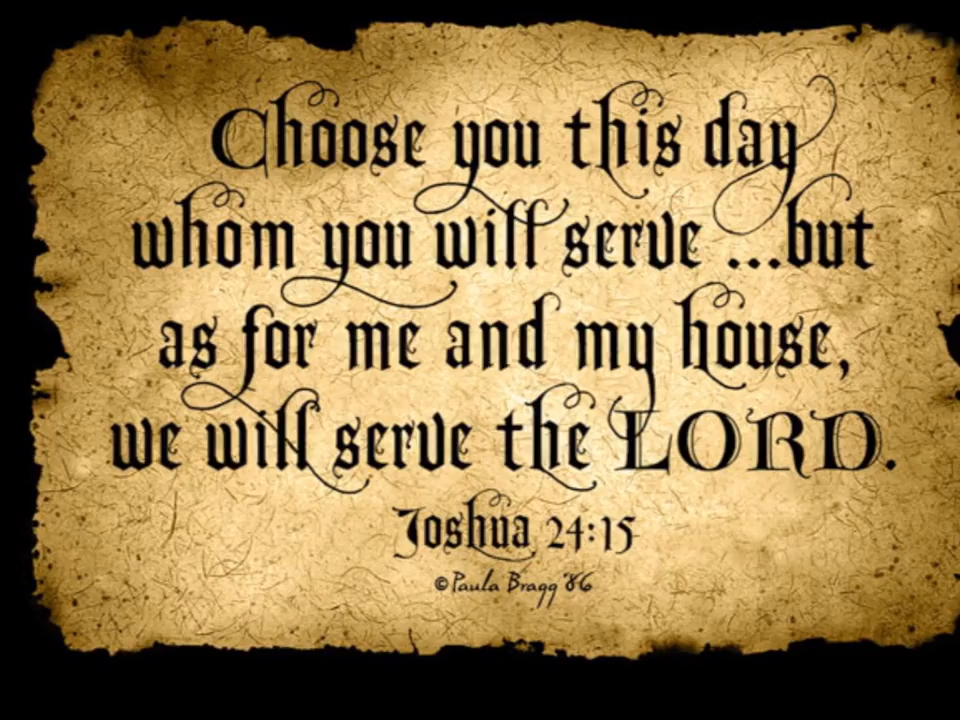 Choose you this day
whom you will serve ...but
as for me and my house,
we will serve the LORD.
Joshua 24:15
©Paula Bragg '86